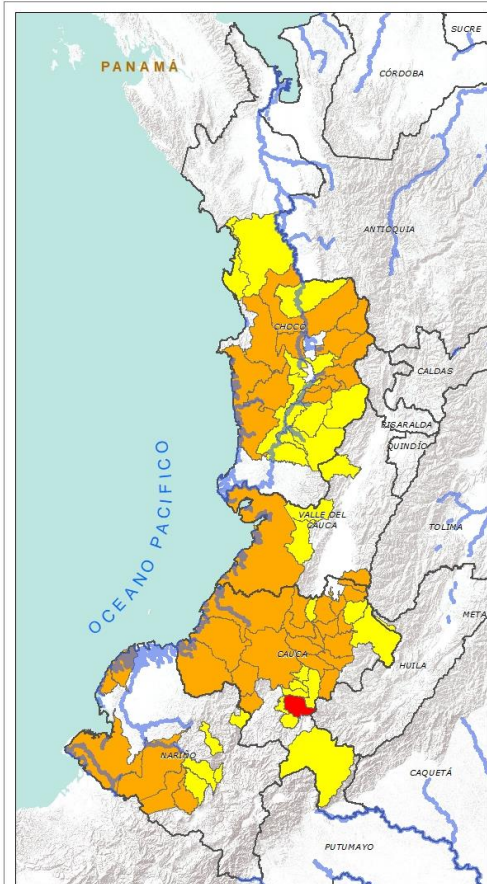 SUCRE
PANAMÁ
CÓRDOBA
ANTIOQUIA
CHOCÓ
CALDAS
RISARALDA
QUINDÍO
OCEANO PACIFICO
VALLE DEL
CAUCA
TOLIMA
META
CAUCA
HUILA
NARIÑO
CAQUETÁ
PUTUMAYO